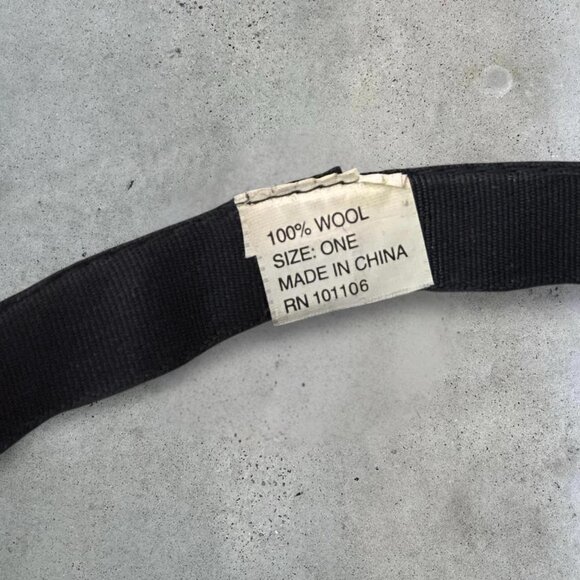 100% WOOL
SIZE: ONE
MADE IN CHINA
RN 101106